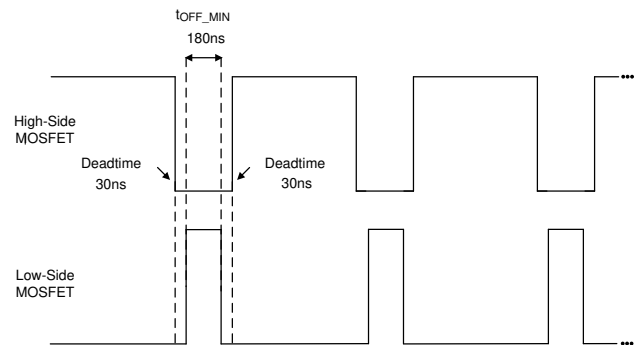 tOFF_MIN
180ns
High-Side
MOSFET
Deadtime
30ns
Deadtime
30ns
Low-Side
MOSFET